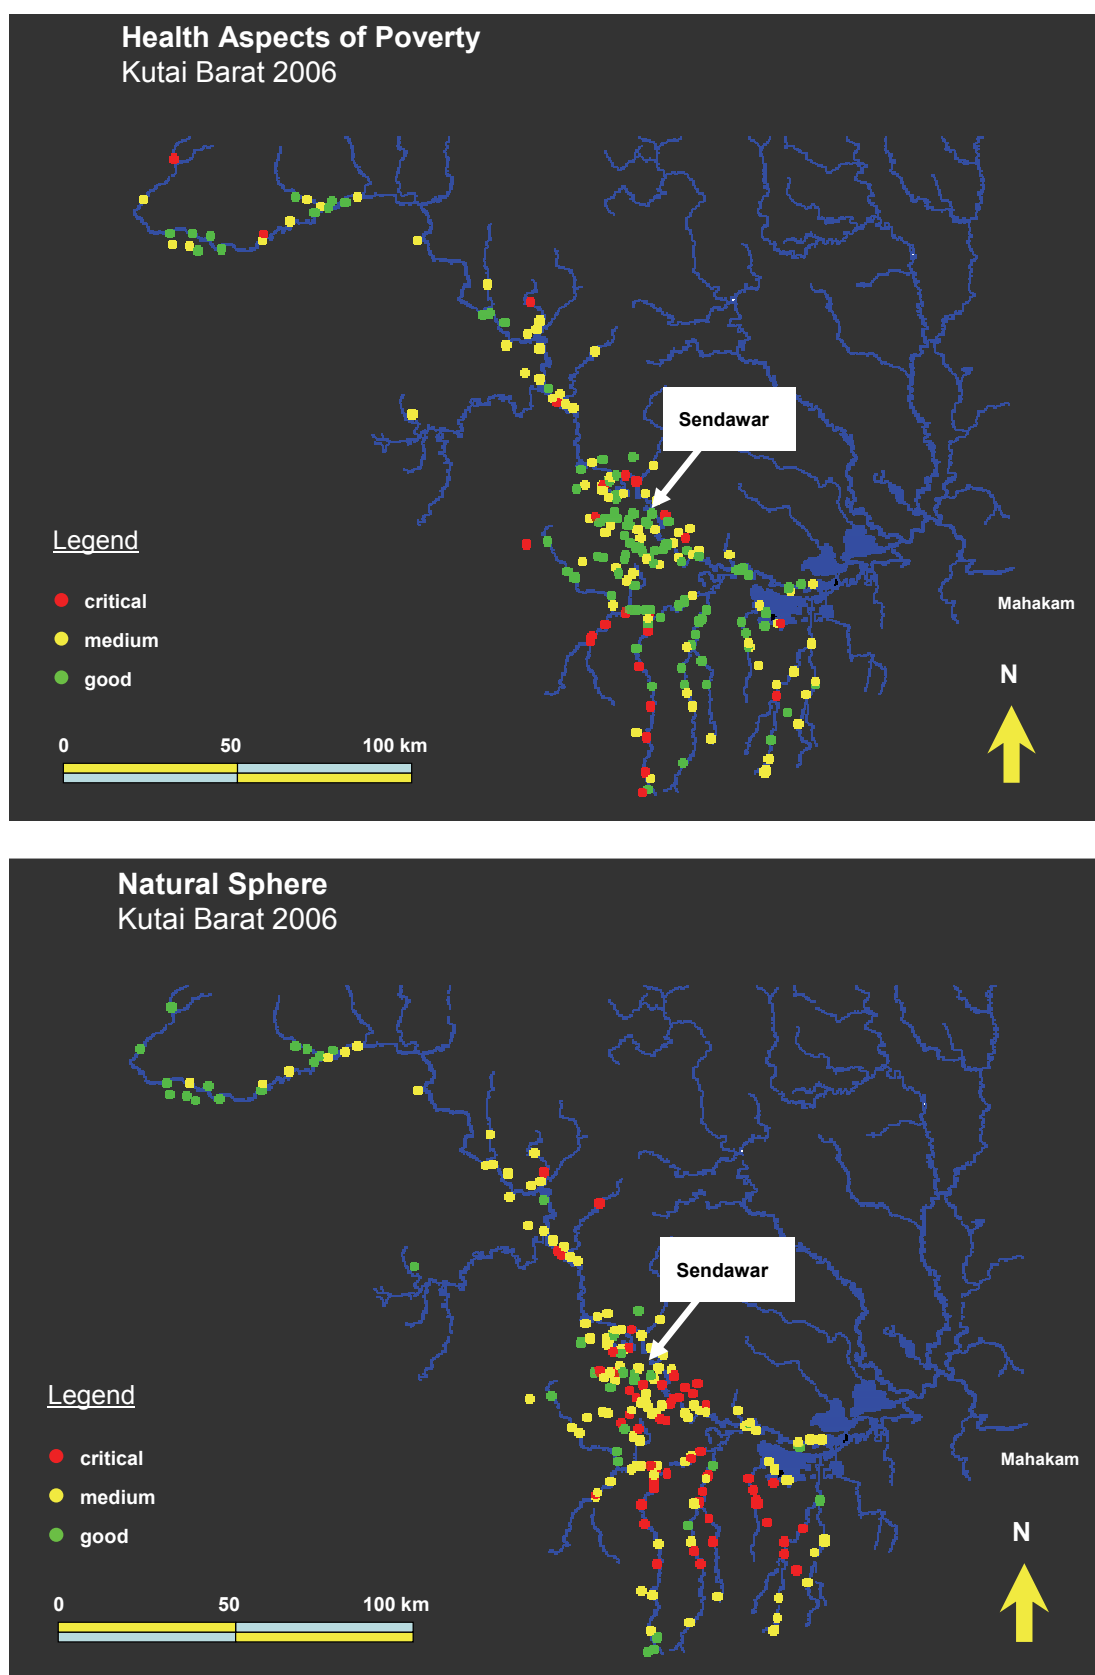 Health Aspects of Poverty
Kutai Barat 2006
Sendawar
Legend
critical
medium
good
Mahakam
N
0 50 100 km
Natural Sphere
Kutai Barat 2006
Sendawar
Legend
critical
medium
good
Mahakam
N
0 50 100 km